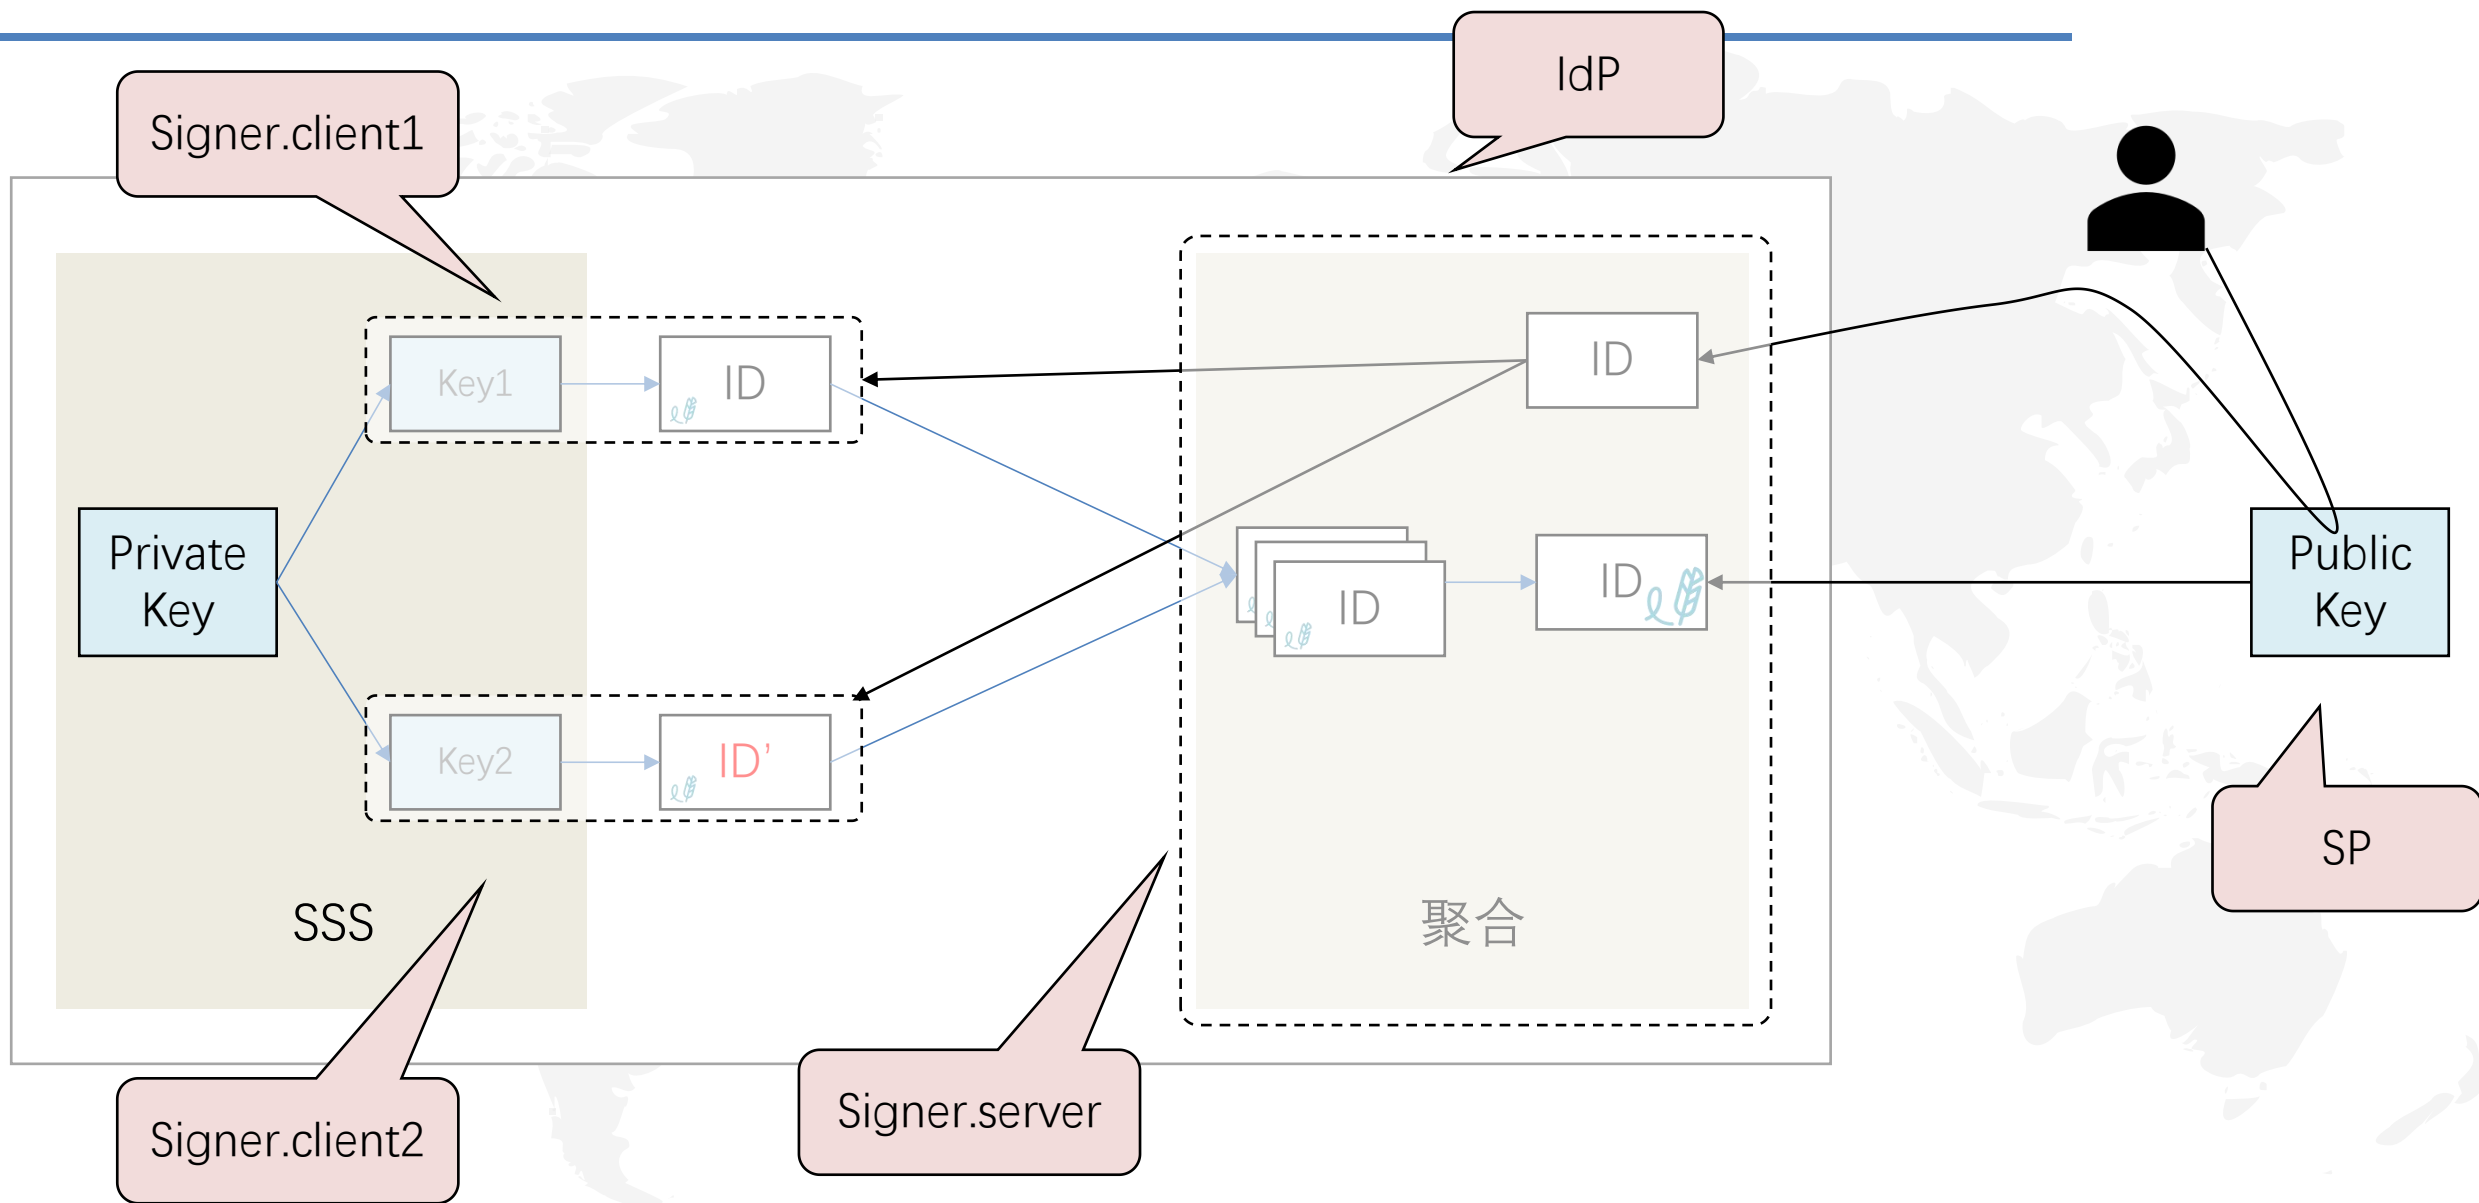 IdP
Signer.client1
Key1
ID
ID
Private
Key
ID
ID
Public
Key
Key2
ID’
SSS
聚合
SP
Signer.client2
Signer.server